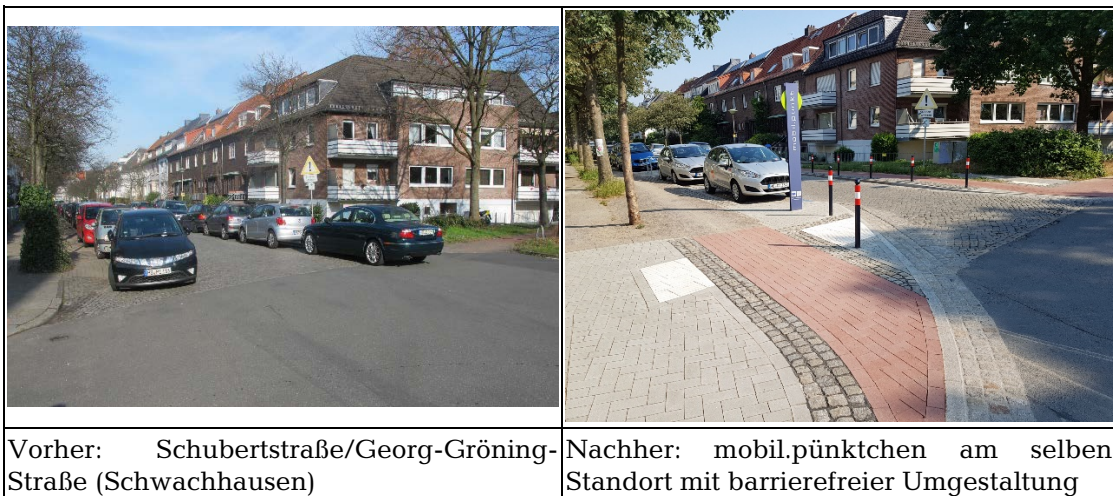 Vorher: Schubertstraße/Georg-Gröning-
Straße (Schwachhausen)
Nachher: mobil.pünktchen am selben
Standort mit barrierefreier Umgestaltung